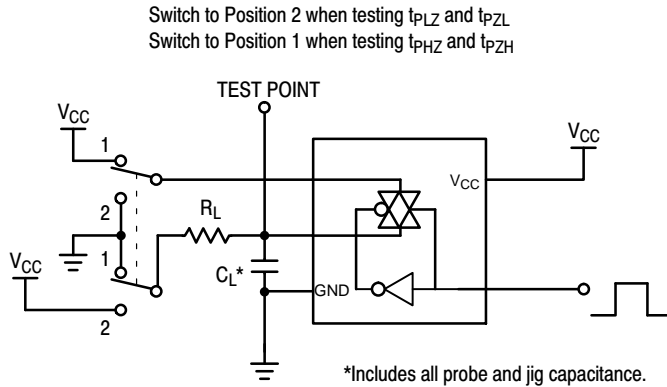 Switch to Position 2 when testing tPLZ and tPZL
Switch to Position 1 when testing tPHZ and tPZH
TEST POINT
VCC
1
VCC
VCC
2
RL
1
VCC
CL*
GND
2
*Includes all probe and jig capacitance.